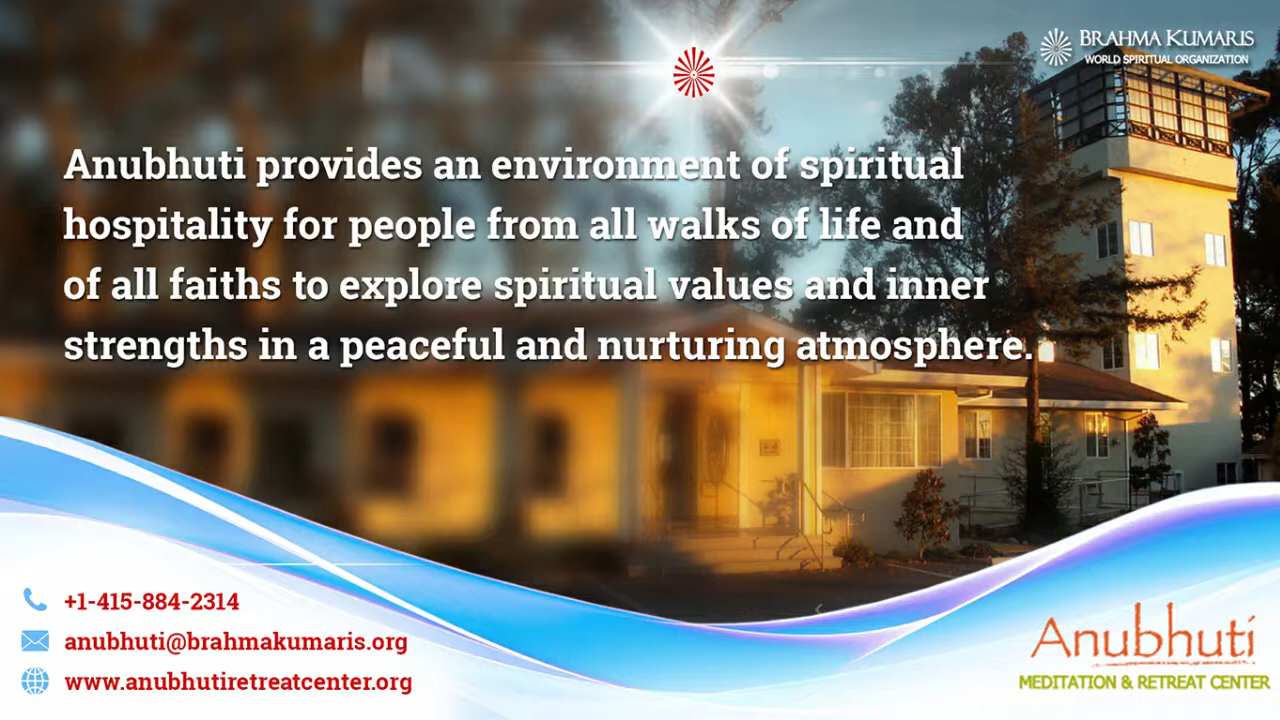 BRAHMA KUMARIS
WORLD SPIRITUAL ORGANIZATION
Anubhuti provides an environment of spiritual
hospitality for people from all walks of life and
of all faiths to explore spiritual values and inner
strengths in a peaceful and nurturing atmosphere.
+1-415-884-2314
anubhuti@brahmakumaris.org
www.anubhutiretreatcenter.org
Anubhuti
MEDITATION & RETREAT CENTER